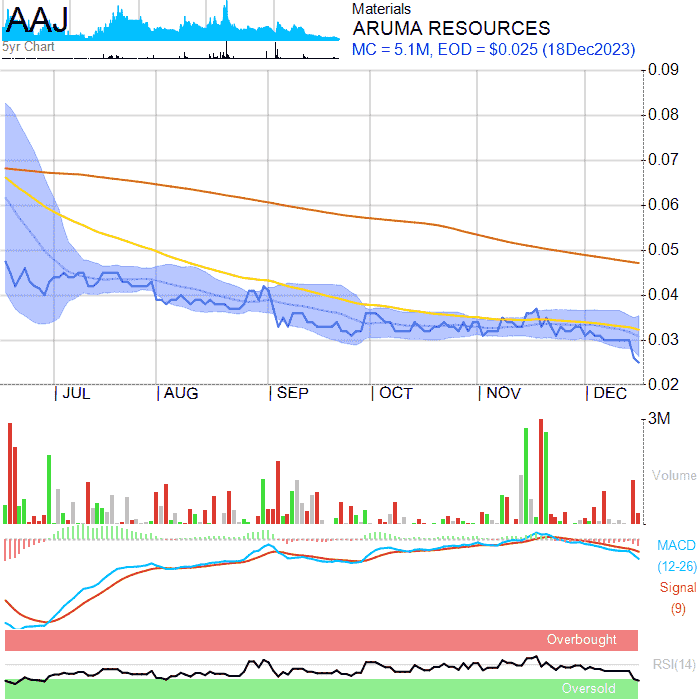 AAJ
5yr Chart
Materials
ARUMA RESOURCES
MC = 5.1M, EOD = $0.025 (18Dec2023)
0.09
0.08
0.07
0.06
0.05
0.04
0.03
0.02
JUL AUG SEP OCT NOV DEC
3M
Volume
MACD
(12-26)
Signal
(9)
Overbought
RSI(14)
Oversold